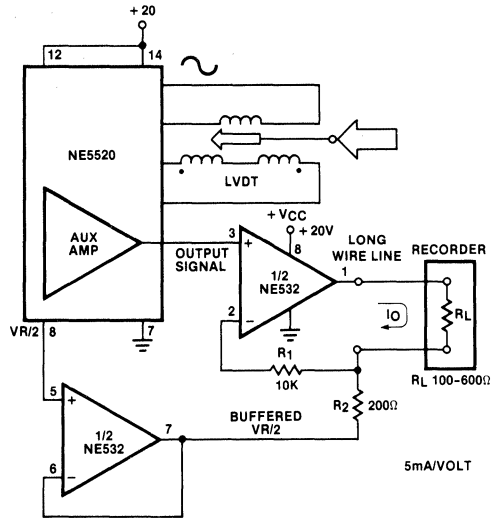 + 20
12
14
NE5520
LVDT
AUX
AMP
OUTPUT
SIGNAL
3
+
+ VCC
+ 20V
8
1/2
NE532
2
−
1
LONG
WIRE LINE
RECORDER
IO
RL
RL 100-600Ω
VR/2
8
7
R1
10K
R2
200Ω
5
+
1/2
NE532
6
−
7
BUFFERED
VR/2
5mA/VOLT